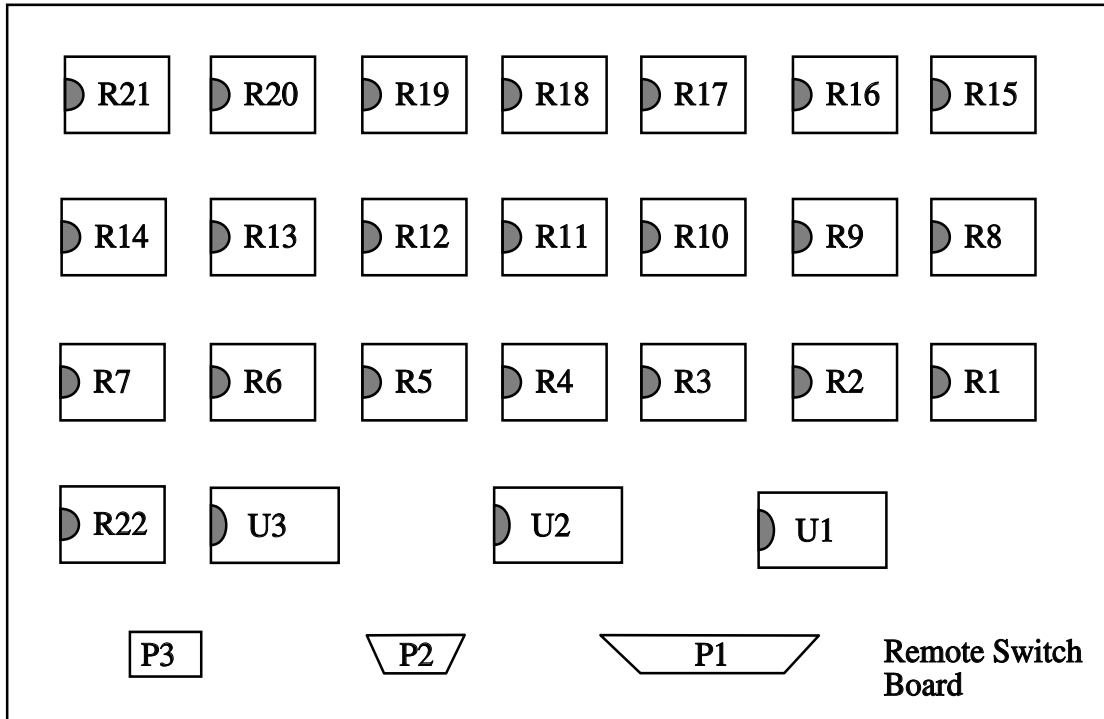 R21 R20 R19 R18 R17 R16 R15
R14 R13 R12 R11 R10 R9 R8
R7 R6 R5 R4 R3 R2 R1
R22 U3 U2 U1
P3 P2 P1 Remote Switch
Board